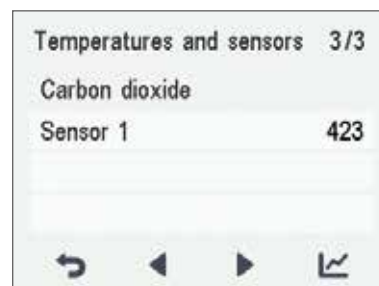 Temperatures and sensors 3/3
Carbon dioxide
Sensor 1 423